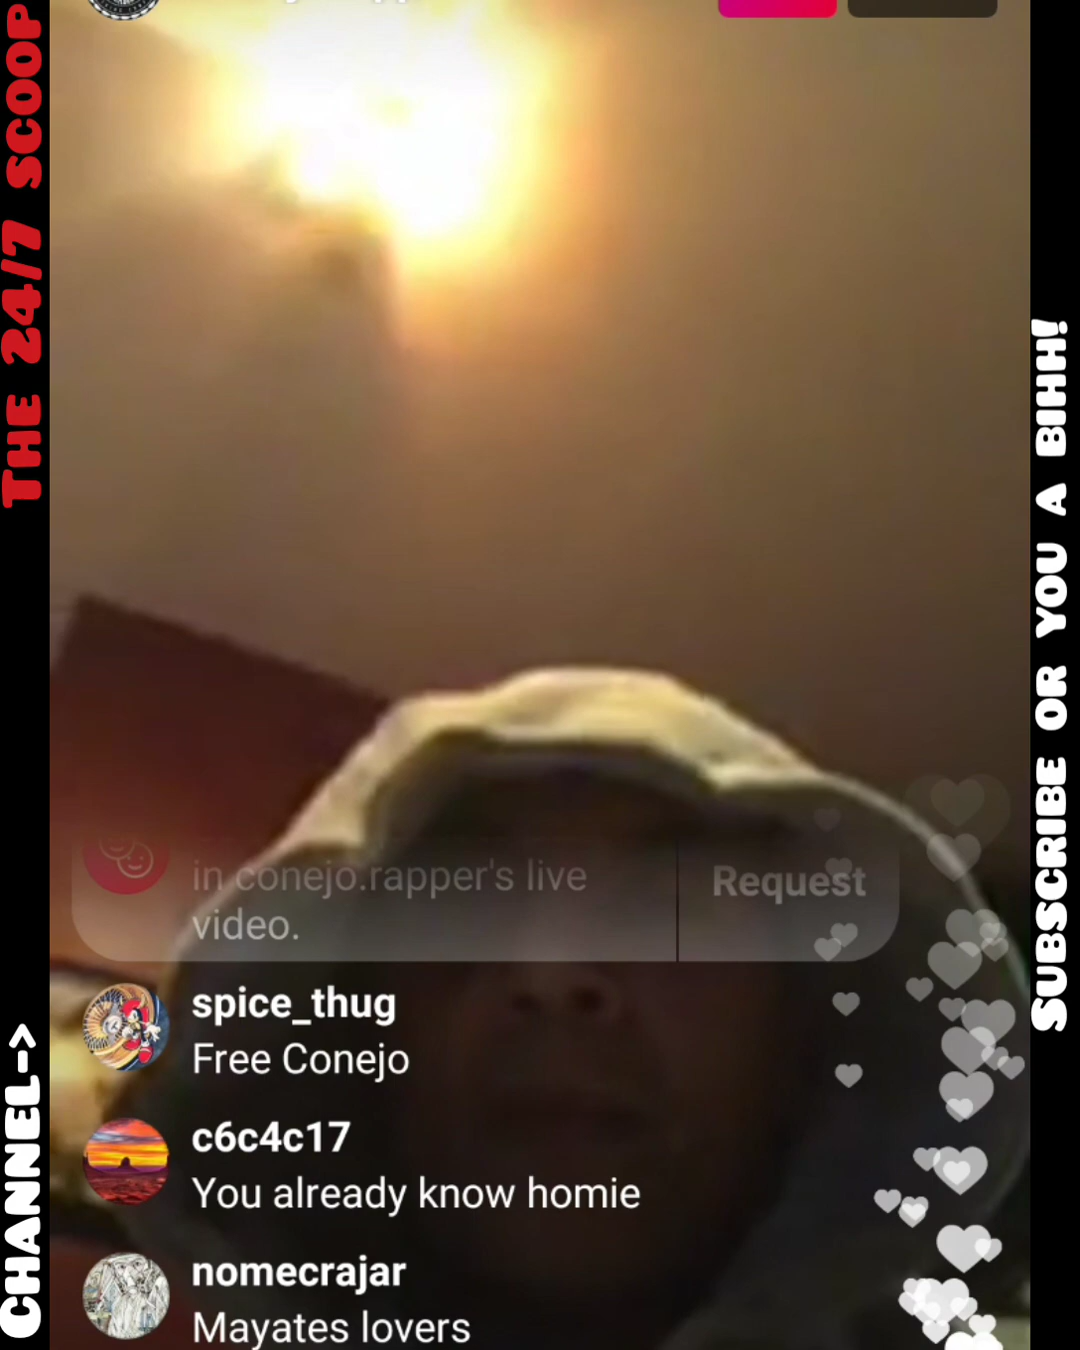 THE 24/7 SCOOP
CHANNEL-->
in conejo.rapper's live
video.
Request
spice_thug
Free Conejo
c6c4c17
You already know homie
nomecrajar
Mayates lovers
SUBSCRIBE OR YOU A BIHH!